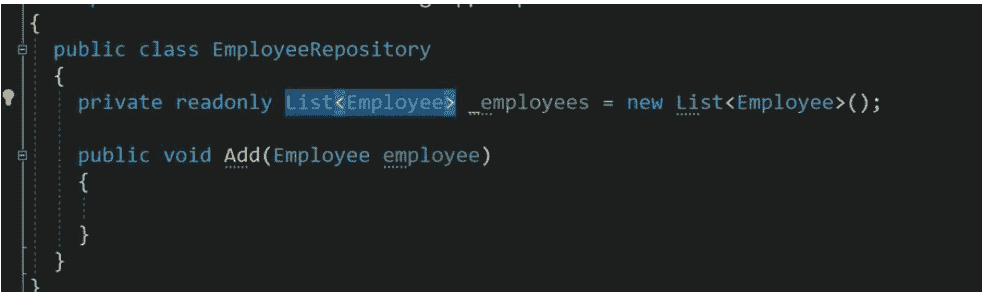 {
public class EmployeeRepository
{
private readonly List<Employee> _employees = new List<Employee>();
public void Add(Employee employee)
{
}
}
}